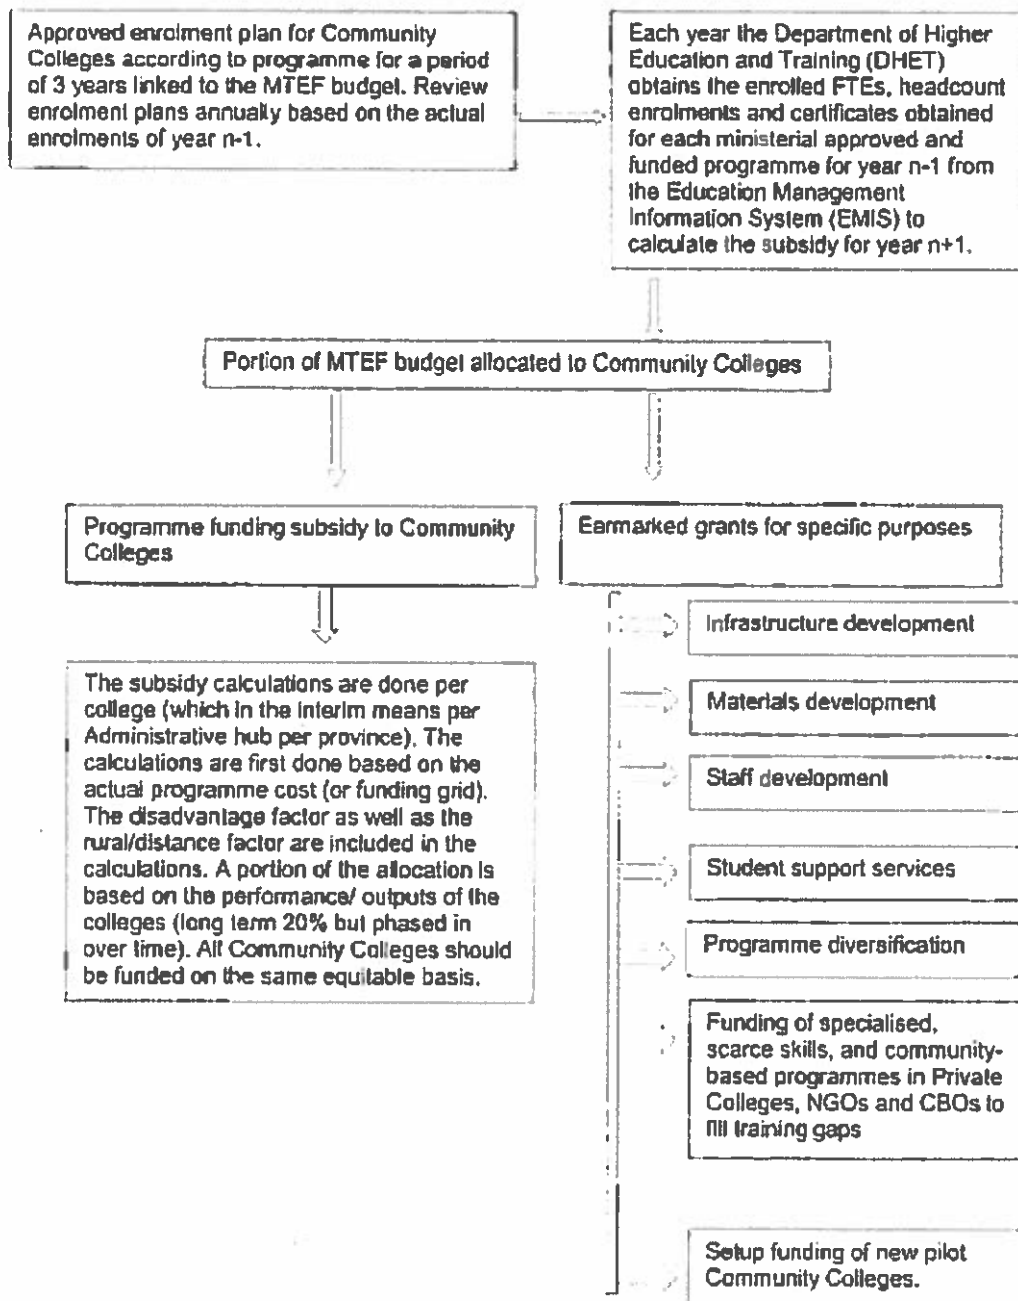 Approved enrolment plan for Community
Colleges according to programme for a period
of 3 years linked to the MTEF budget. Review
enrolment plans annually based on the actual
enrolments of year n-1.
Each year the Department of Higher
Education and Training (DHET)
obtains the enrolled FTEs, headcount
enrolments and certificates obtained
for each ministerial approved and
funded programme for year n-1 from
the Education Management
Information System (EMIS) to
calculate the subsidy for year n+1.
Portion of MTEF budget allocated to Community Colleges
Programme funding subsidy to Community
Colleges
Earmarked grants for specific purposes
The subsidy calculations are done per
college (which in the interim means per
Administrative hub per province). The
calculations are first done based on the
actual programme cost (or funding grid).
The disadvantage factor as well as the
rural/distance factor are included in the
calculations. A portion of the allocation is
based on the performance/ outputs of the
colleges (long term 20% but phased in
over time). All Community Colleges should
be funded on the same equitable basis.
Infrastructure development
Materials development
Staff development
Student support services
Programme diversification
Funding of specialised,
scarce skills, and community-
based programmes in Private
Colleges, NGOs and CBOs to
fill training gaps
Setup funding of new pilot
Community Colleges.